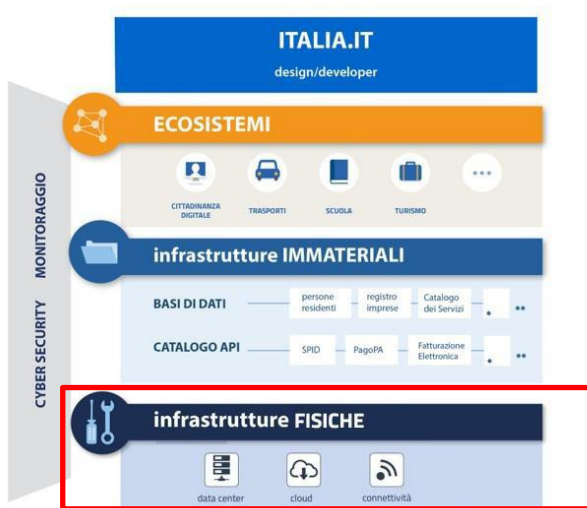 ITALIA.IT
design/developer
MONITORAGGIO
CYBER SECURITY
ECOSISTEMI
CITTADINANZA
DIGITALE
TRASPORTI
SCUOLA
TURISMO
infrastrutture IMMATERIALI
BASI DI DATI
persone
residenti
registro
imprese
Catalogo
dei Servizi
CATALOGO API
SPID
PagoPA
Fatturazione
Elettronica
infrastrutture FISICHE
data center
cloud
connettività